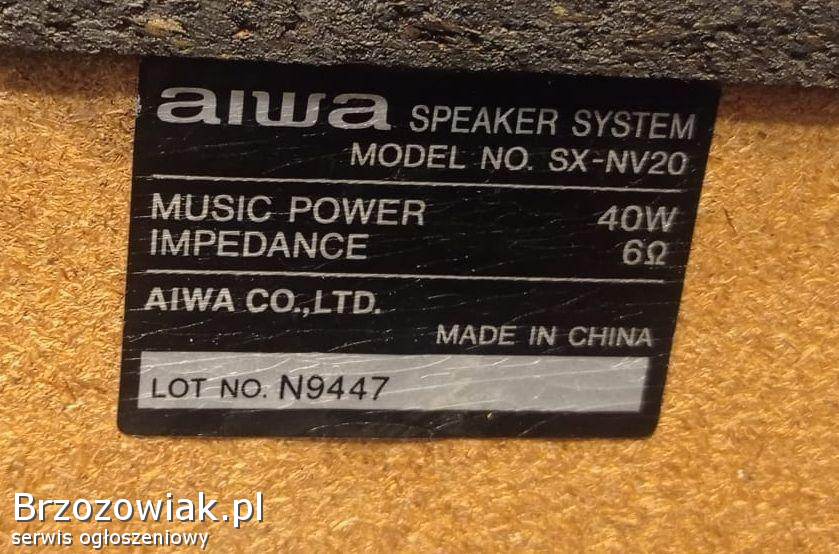 aiwa SPEAKER SYSTEM
MODEL NO. SX-NV20
MUSIC POWER 40W
IMPEDANCE 6Ω
AIWA CO.,LTD.
MADE IN CHINA
LOT NO. N9447
Brzozowiak.pl
serwis ogłoszeniowy